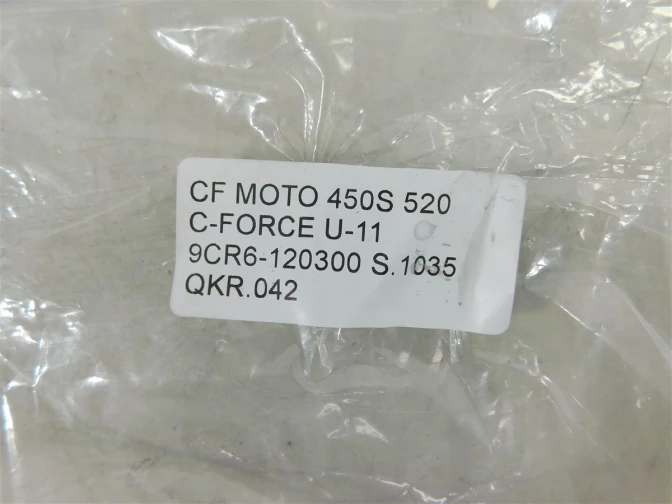 CF MOTO 450S 520
C-FORCE U-11
9CR6-120300 S.1035
QKR.042